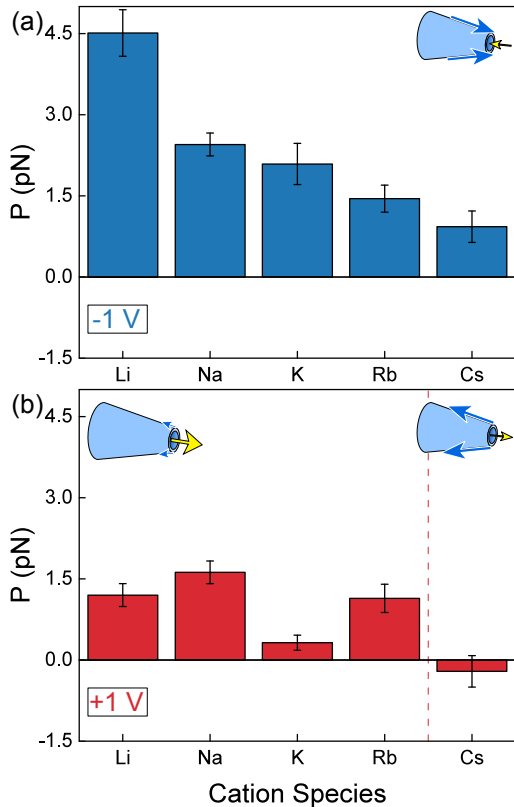 (a)
4.5
3.0
1.5
0.0
-1.5
P (pN)
-1 V
Li Na K Rb Cs
(b)
4.5
3.0
1.5
0.0
-1.5
P (pN)
+1 V
Li Na K Rb Cs
Cation Species